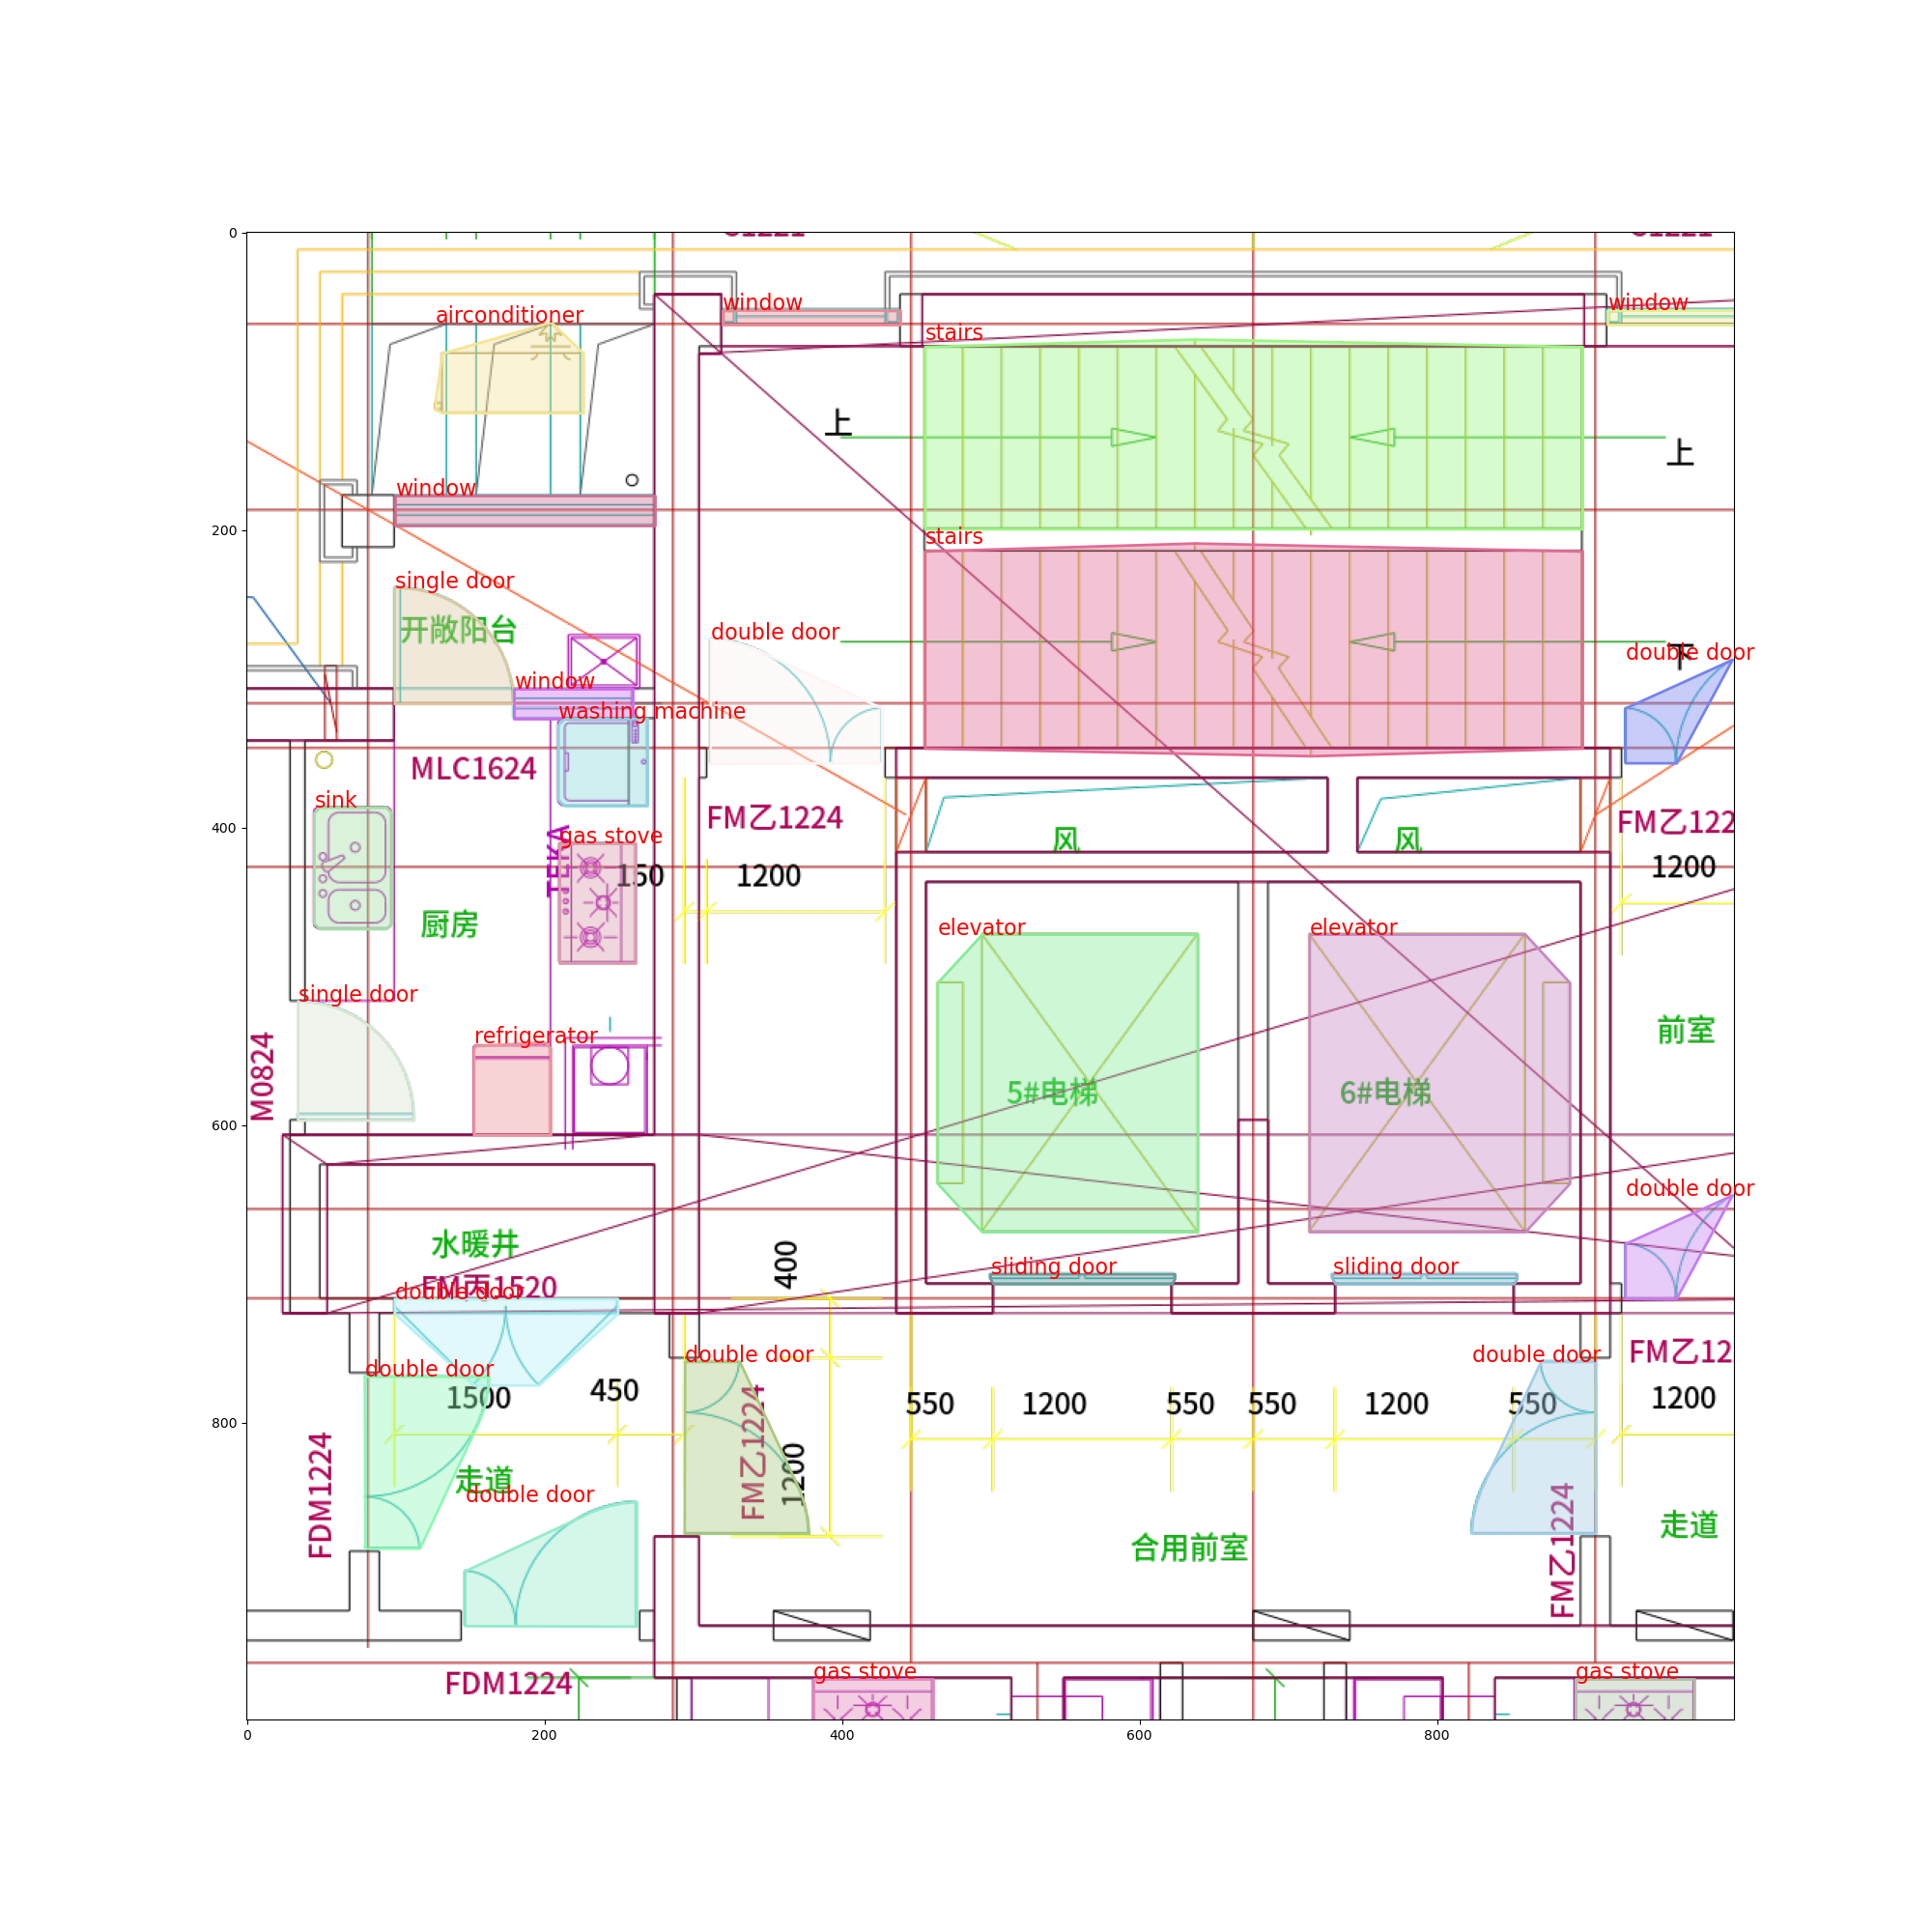 0
window
window
airconditioner
stairs
上
上
window
200
stairs
single door
开敞阳台
double door
下
double door
window
washing machine
MLC1624
sink
FM乙1224
FM乙122
400
gas stove
TEKA
风
风
150
1200
1200
厨房
elevator
elevator
single door
前室
refrigerator
M0824
5#电梯
6#电梯
600
double door
水暖井
400
sliding door
sliding door
FM丙1520
double door
double door
double door
double door
FM乙12
1500
450
FM乙1224
550
1200
550
550
1200
550
1200
800
FDM1224
走道
1200
double door
FM乙1224
走道
合用前室
FDM1224
gas stove
gas stove
0
200
400
600
800